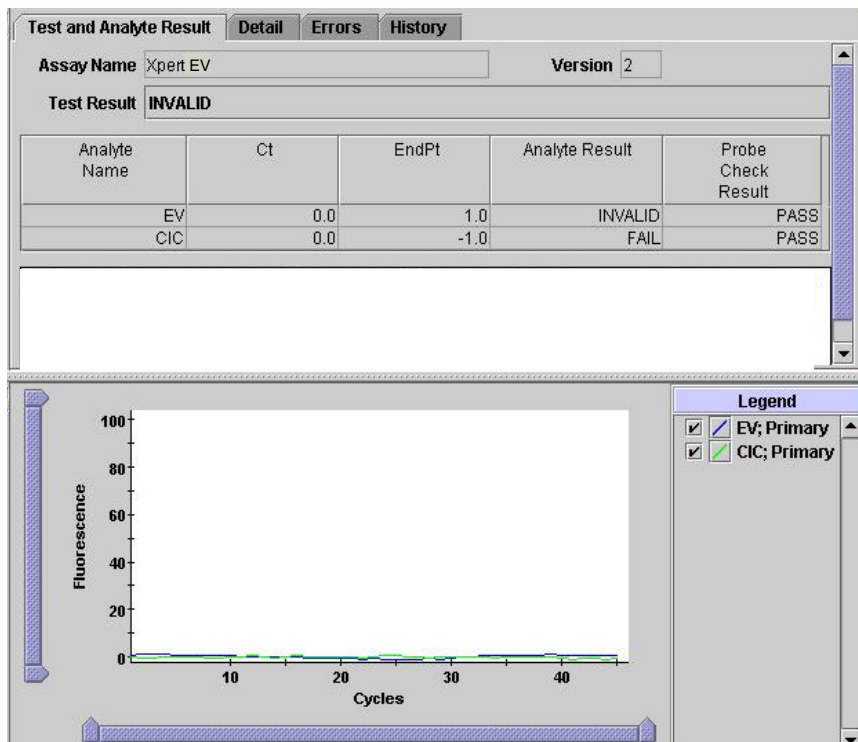 Test and Analyte Result Detail Errors History
Assay Name Xpert EV Version 2
Test Result INVALID
Analyte Name Ct EndPt Analyte Result Probe Check Result
EV 0.0 1.0 INVALID PASS
CIC 0.0 -1.0 FAIL PASS
Legend
EV; Primary
CIC; Primary
100
80
60
40
20
0
Fluorescence
10 20 30 40
Cycles